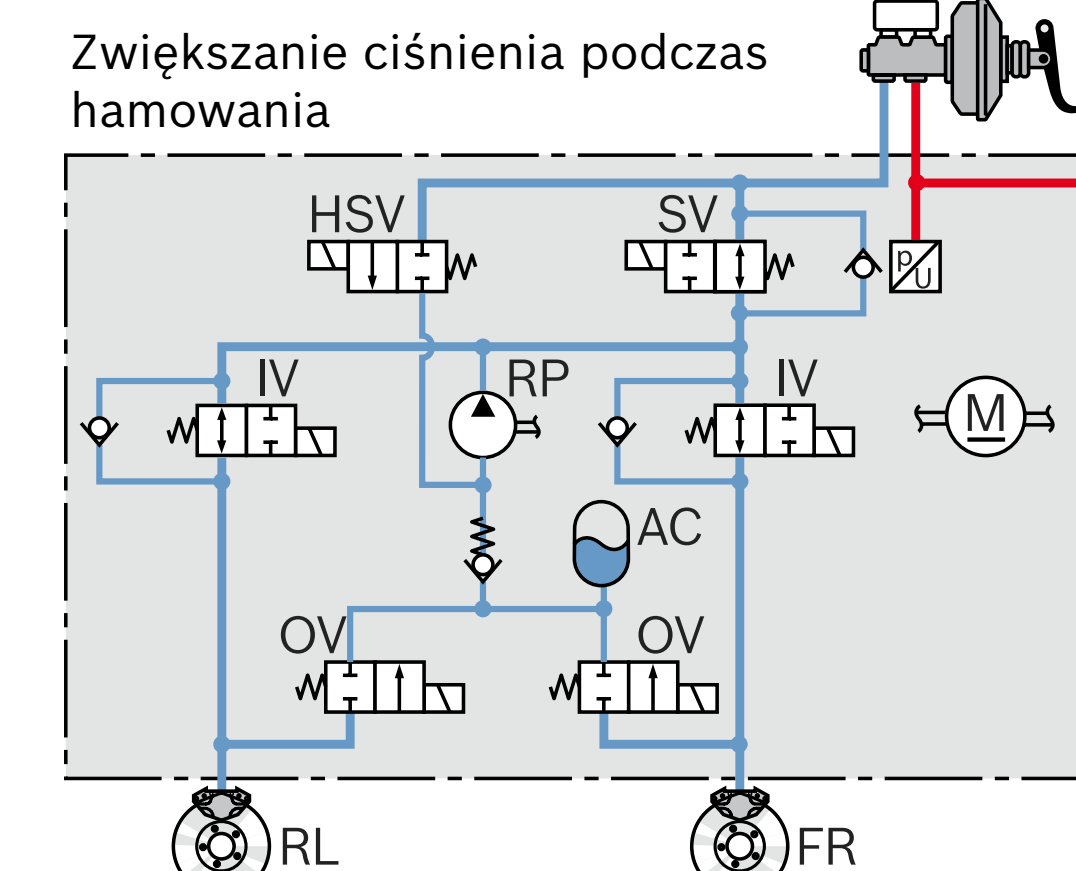 Zwiększanie ciśnienia podczas
hamowania
HSV
SV
p
U
IV
RP
IV
M
AC
OV
OV
RL
FR